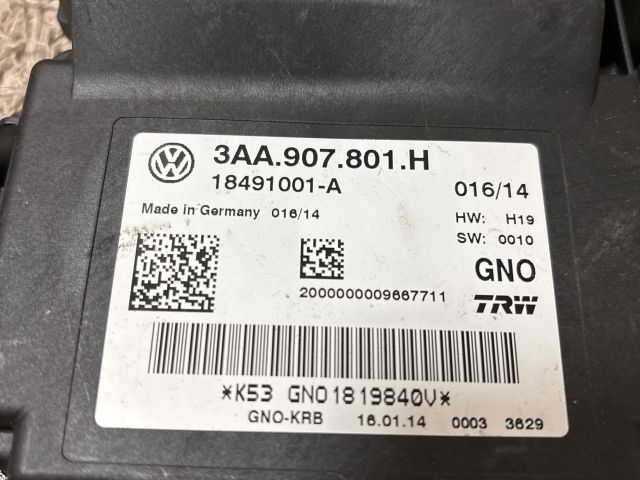 3AA.907.801.H
18491001-A 016/14
Made in Germany 016/14 HW: H19
SW: 0010
GNO
2000000009667711 TRW
*K53 GNO1819840V*
GNO-KRB 16.01.14 0003 3629